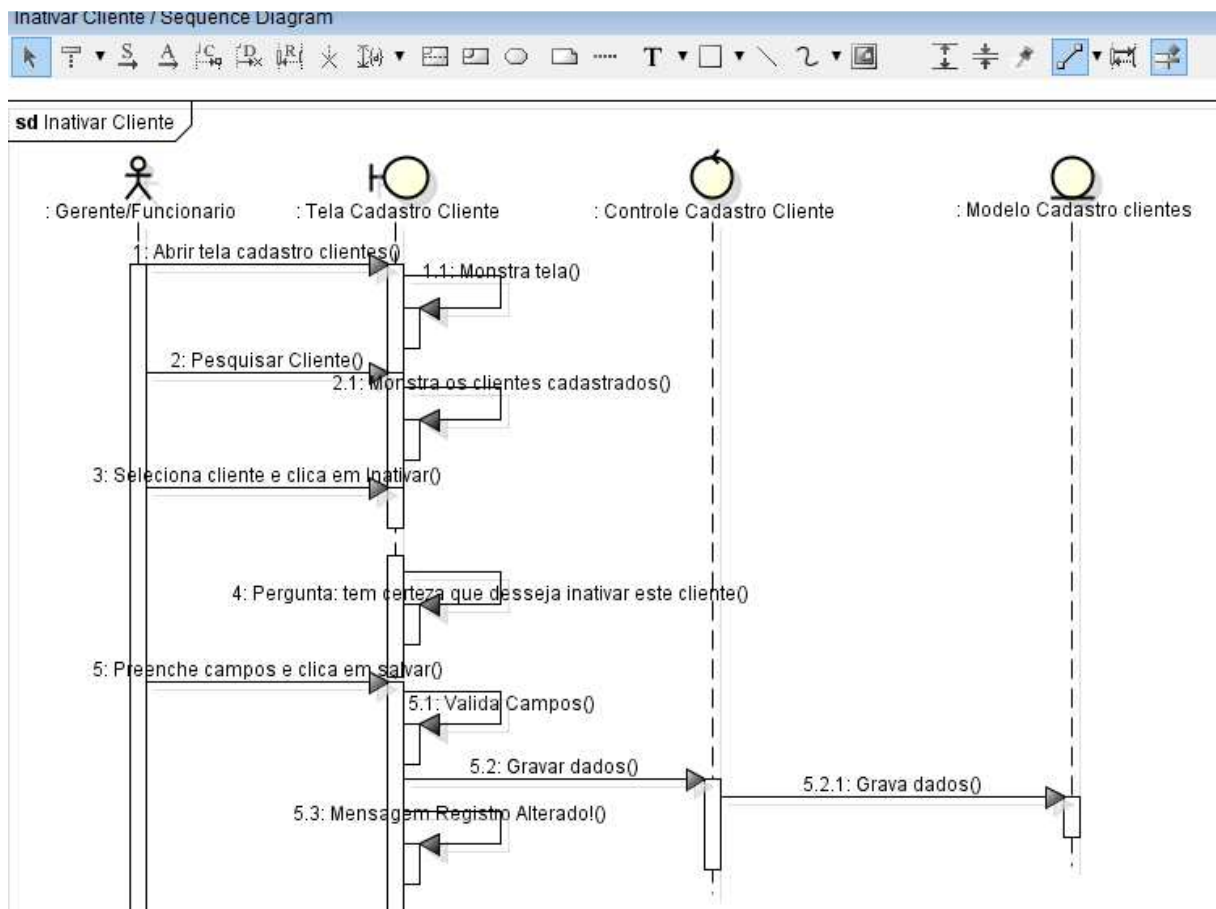 Inativar Cliente / Sequence Diagram
sd Inativar Cliente
: Gerente/Funcionario
: Tela Cadastro Cliente
: Controle Cadastro Cliente
: Modelo Cadastro clientes
1: Abrir tela cadastro clientes()
1.1: Monstra tela()
2: Pesquisar Cliente()
2.1: Monstra os clientes cadastrados()
3: Seleciona cliente e clica em Inativar()
4: Pergunta: tem certeza que desseja inativar este cliente()
5: Preenche campos e clica em salvar()
5.1: Valida Campos()
5.2: Gravar dados()
5.2.1: Grava dados()
5.3: Mensagem Registro Alterado!()